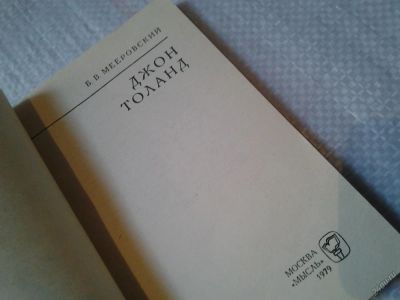 Б. В. МЕЕРОВСКИЙ
ДЖОН
ТОЛАНД
МОСКВА
«МЫСЛЬ»
1979